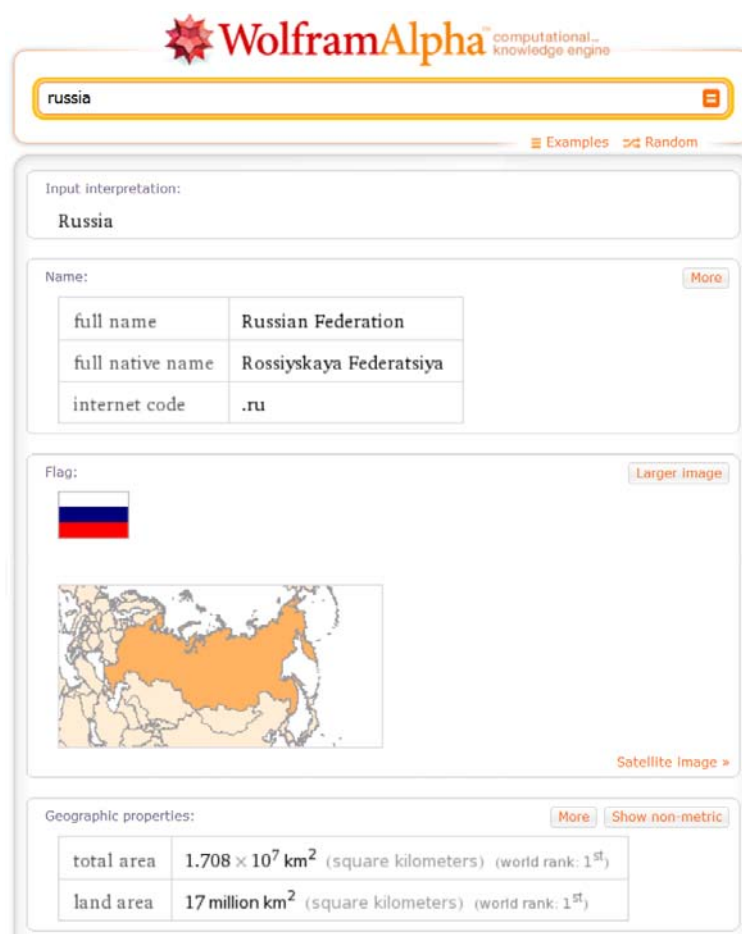 WolframAlpha™ computational... knowledge engine
russia
Examples Random
Input interpretation:
Russia
Name: More
full name Russian Federation
full native name Rossiyskaya Federatsiya
internet code .ru
Flag: Larger image
Satellite image »
Geographic properties: More Show non-metric
total area 1.708 × 10⁷ km² (square kilometers) (world rank: 1ˢᵗ)
land area 17 million km² (square kilometers) (world rank: 1ˢᵗ)